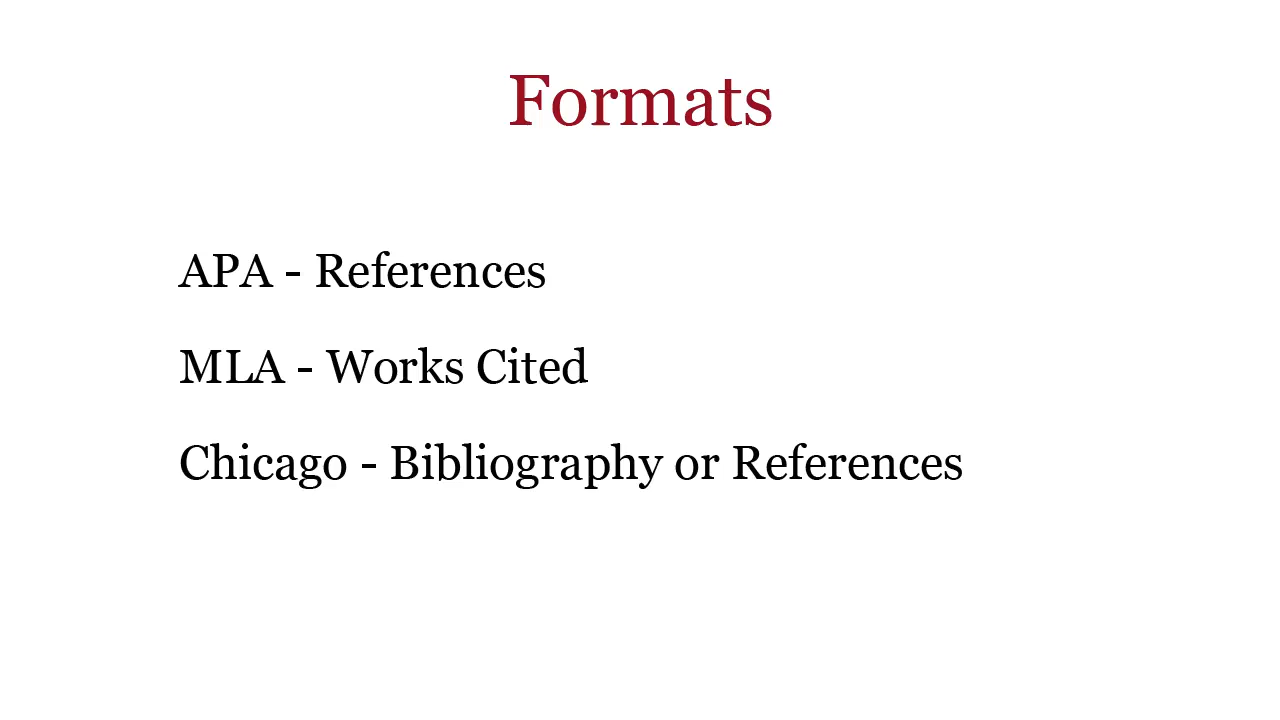 Formats
APA - References
MLA - Works Cited
Chicago - Bibliography or References